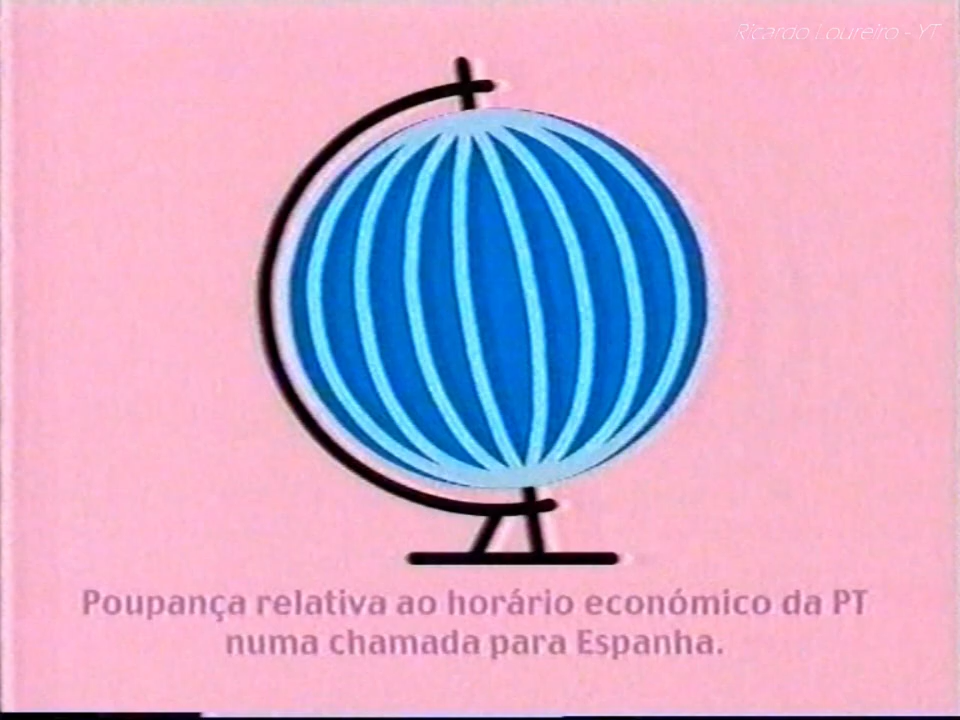 Ricardo Loureiro - YT
Poupança relativa ao horário económico da PT
numa chamada para Espanha.